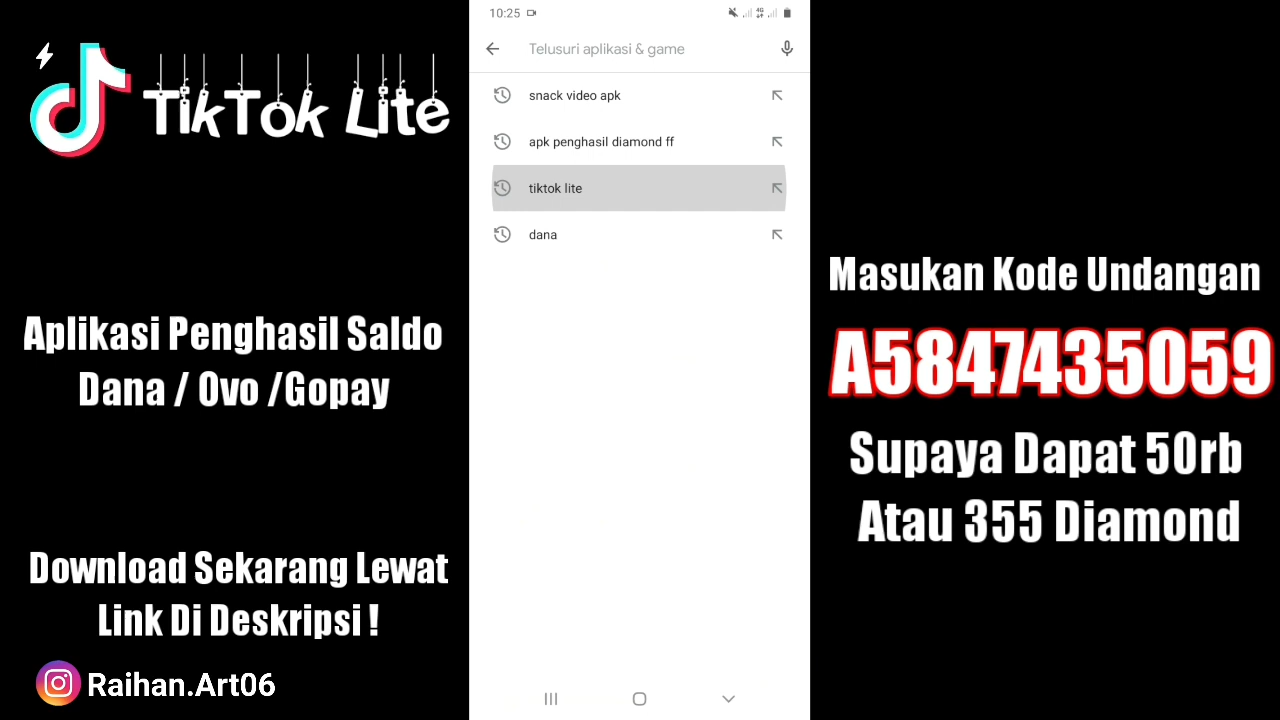 TikTok Lite
Aplikasi Penghasil Saldo
Dana / Ovo /Gopay
Download Sekarang Lewat
Link Di Deskripsi !
Raihan.Art06
10:25
4G
Telusuri aplikasi & game
snack video apk
apk penghasil diamond ff
tiktok lite
dana
Masukan Kode Undangan
A5847435059
Supaya Dapat 50rb
Atau 355 Diamond